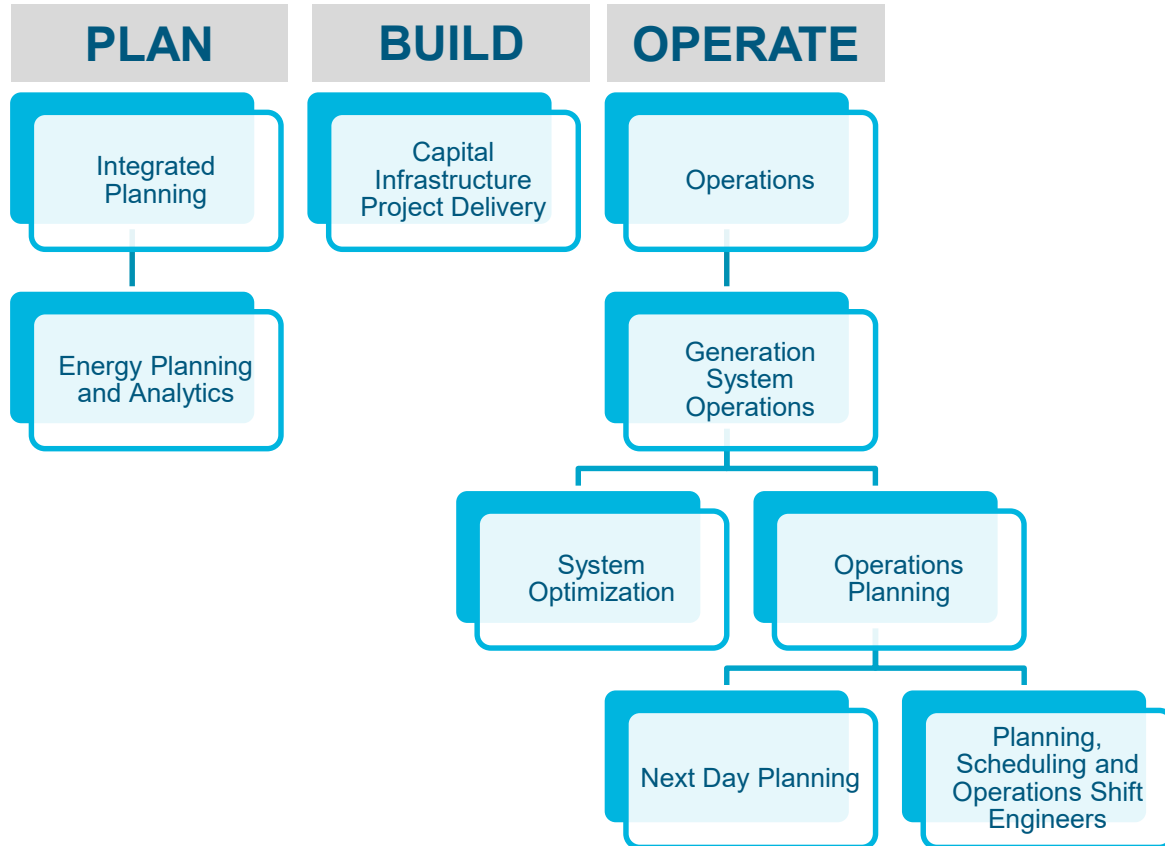 PLAN
BUILD
OPERATE
Integrated
Planning
Capital
Infrastructure
Project Delivery
Operations
Energy Planning
and Analytics
Generation
System
Operations
System
Optimization
Operations
Planning
Next Day Planning
Planning,
Scheduling and
Operations Shift
Engineers